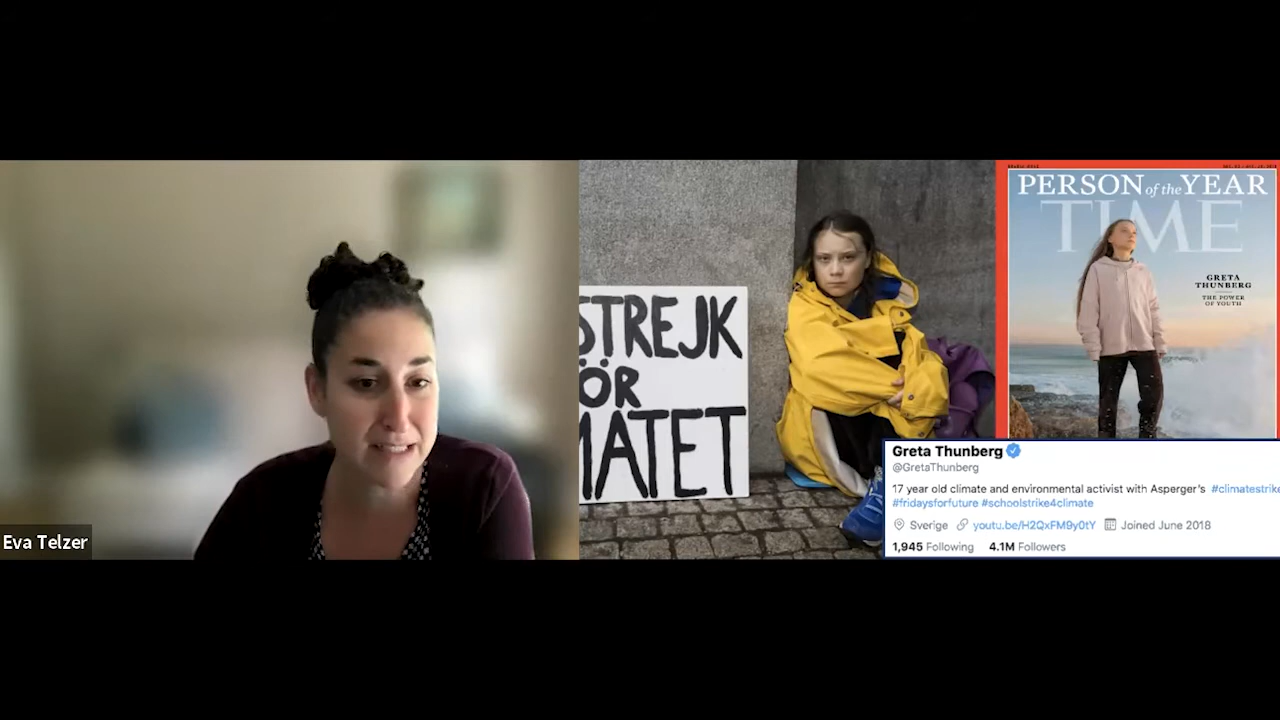 Eva Telzer
STREJK
ÖR
MATET
PERSON of the YEAR
TIME
GRETA
THUNBERG
THE POWER
OF YOUTH
Greta Thunberg
@GretaThunberg
17 year old climate and environmental activist with Asperger's #climatestrike
#fridaysforfuture #schoolstrike4climate
Sverige youtu.be/H2QxFM9y0tY Joined June 2018
1,945 Following 4.1M Followers